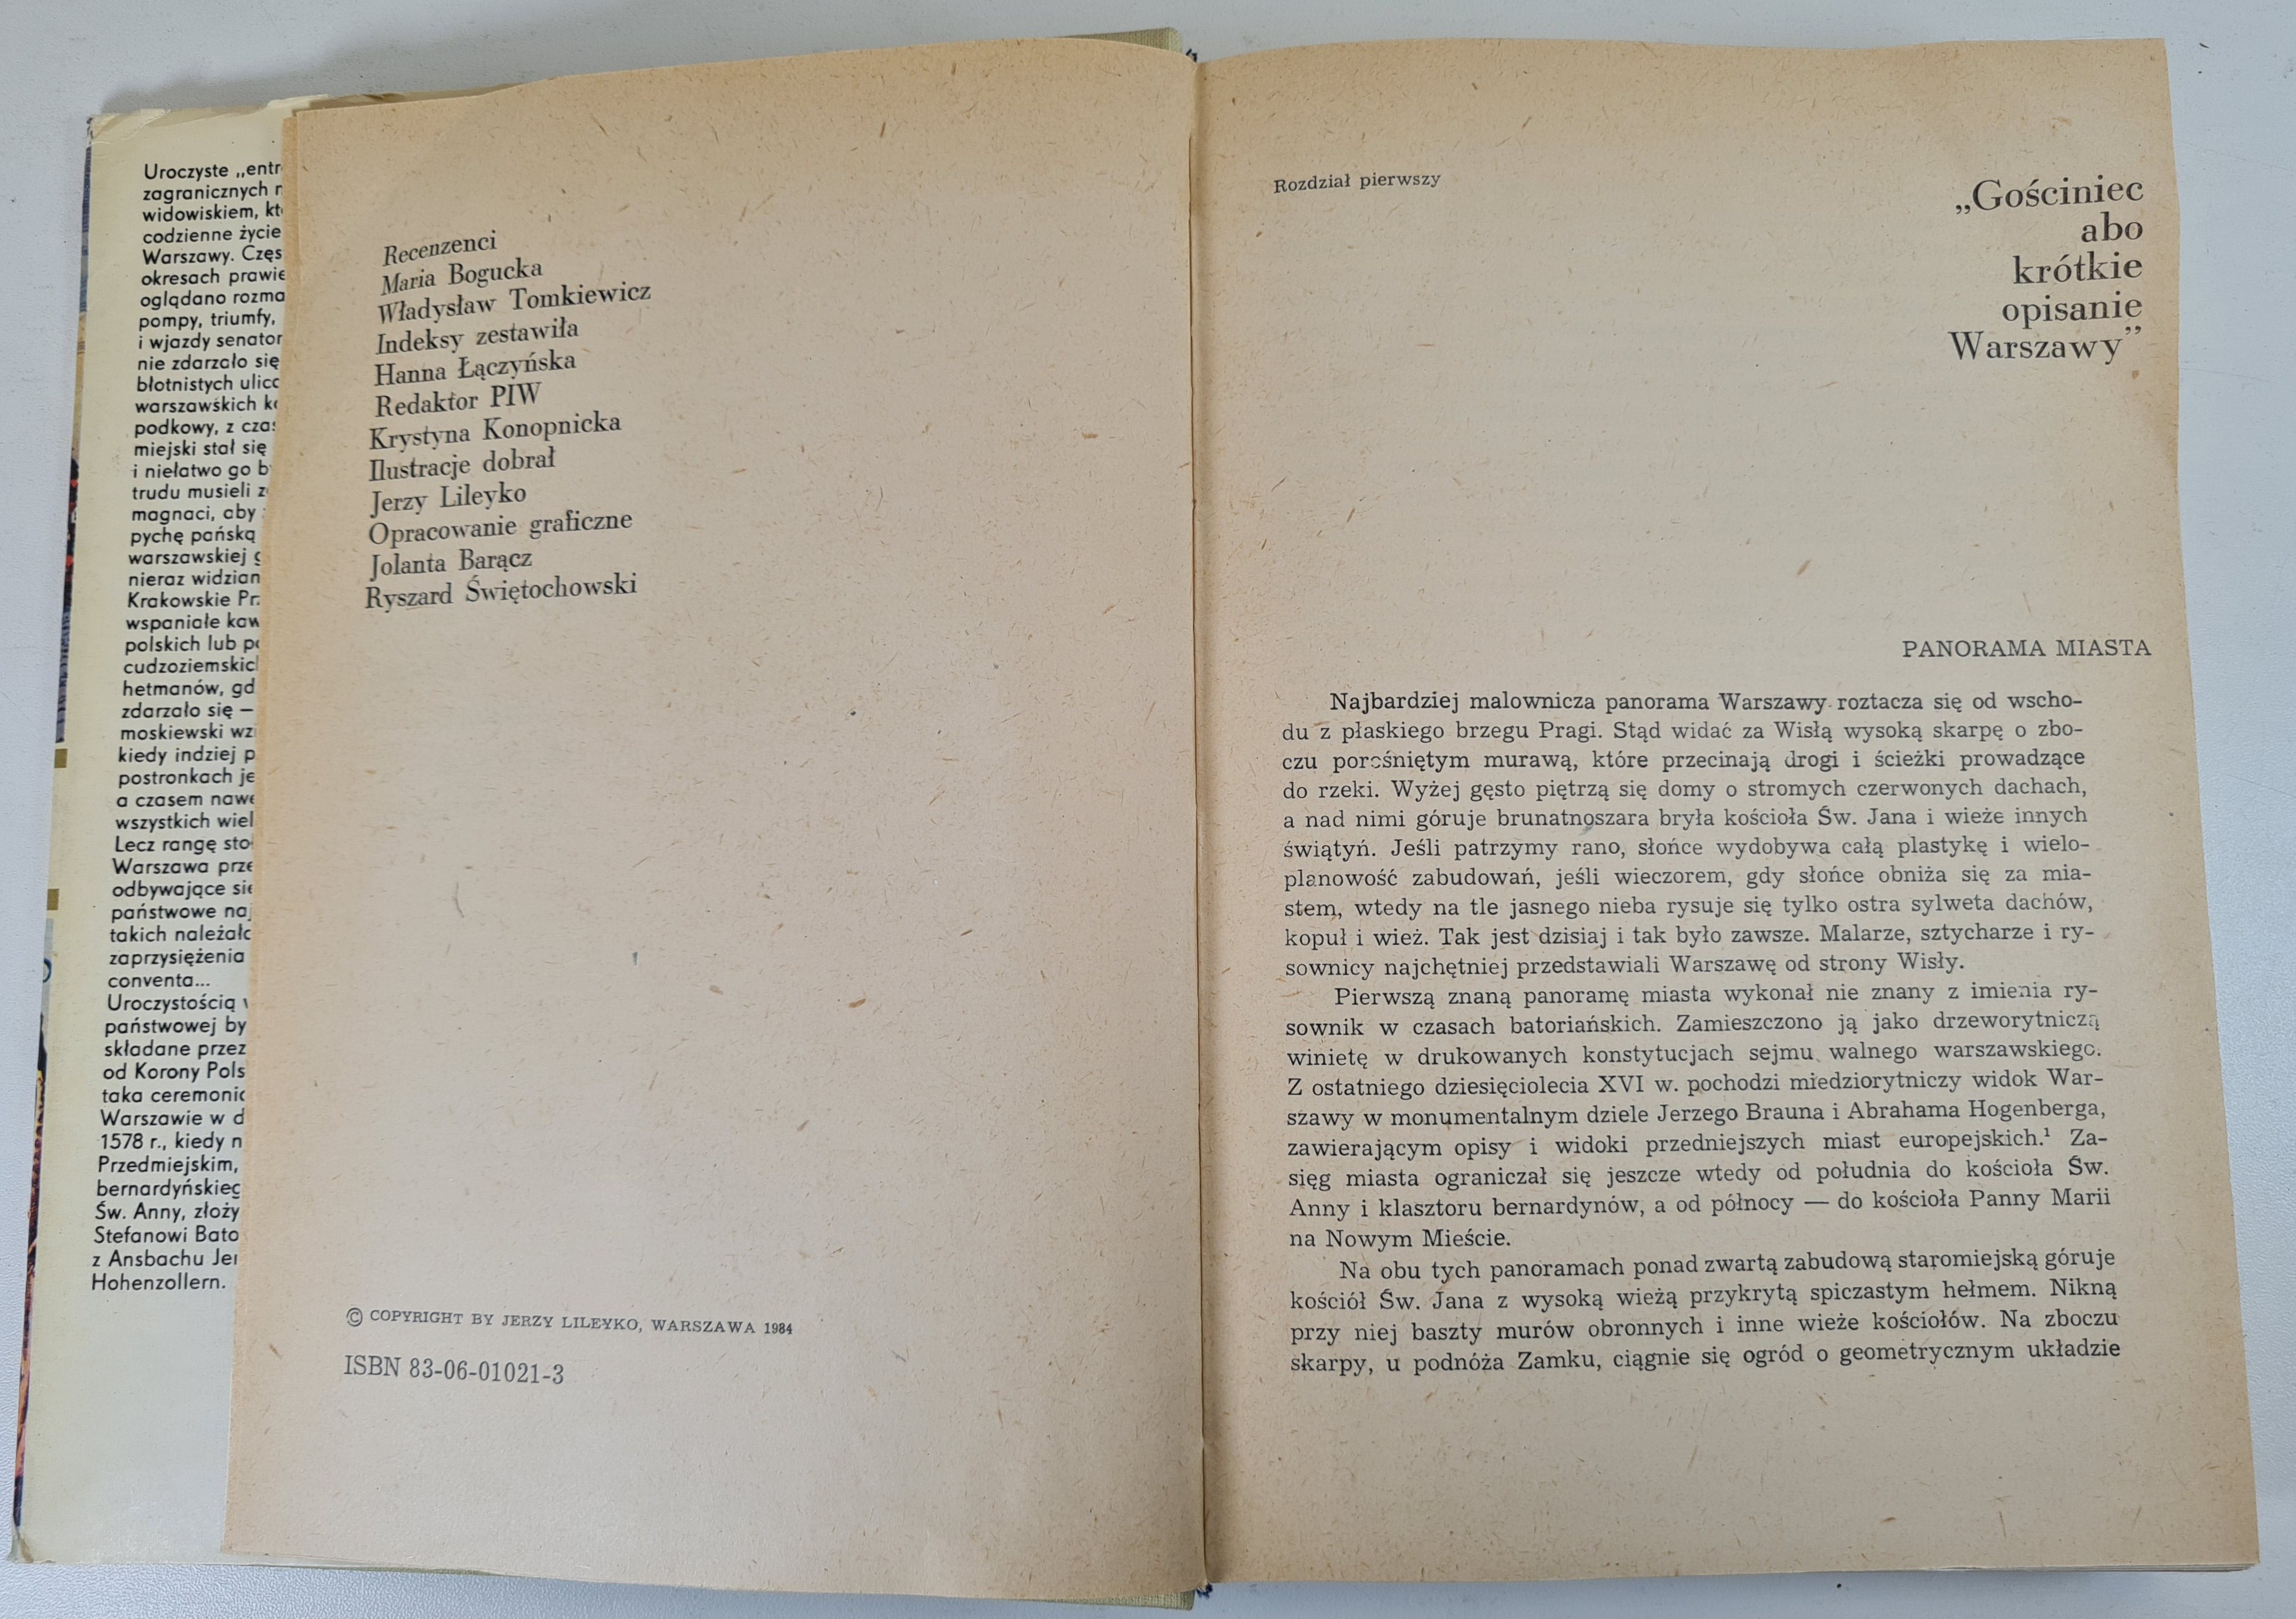 Uroczyste „entr
zagranicznych
widowiskiem, kt
codzienne życie
Warszawy. Częs
okresach prawie
oglądano rozma
pompy, triumfy,
i wjazdy senator
nie zdarzało się
błotnistych ulic
warszawskich k
podkowy, z czas
miejski stał się
i niełatwo go b
trudu musieli z
magnaci, aby
pychę pańską
warszawskiej g
nieraz widzian
Krakowskie Prz
wspaniałe kaw
polskich lub p
cudzoziemskic
hetmanów, gd
zdarzało się —
moskiewski wzi
kiedy indziej p
postronkach je
a czasem nawe
wszystkich wiel
Lecz rangę sto
Warszawa prze
odbywające się
państwowe naj
takich należało
zaprzysiężenia
conventa...
Uroczystością
państwowej by
składane przez
od Korony Pols
taka ceremonia
Warszawie w d
1578 r., kiedy n
Przedmiejskim,
bernardyńskieg
Św. Anny, złoży
Stefanowi Bato
z Ansbachu Jer
Hohenzollern.
Recenzenci
Maria Bogucka
Władysław Tomkiewicz
Indeksy zestawiła
Hanna Łączyńska
Redaktor PIW
Krystyna Konopnicka
Ilustracje dobrał
Jerzy Lileyko
Opracowanie graficzne
Jolanta Barącz
Ryszard Świętochowski
© COPYRIGHT BY JERZY LILEYKO, WARSZAWA 1984
ISBN 83-06-01021-3
Rozdział pierwszy
„Gościniec
abo
krótkie
opisanie
Warszawy”
PANORAMA MIASTA
Najbardziej malownicza panorama Warszawy roztacza się od wscho-
du z płaskiego brzegu Pragi. Stąd widać za Wisłą wysoką skarpę o zbo-
czu porośniętym murawą, które przecinają drogi i ścieżki prowadzące
do rzeki. Wyżej gęsto piętrzą się domy o stromych czerwonych dachach,
a nad nimi góruje brunatnoszara bryła kościoła Św. Jana i wieże innych
świątyń. Jeśli patrzymy rano, słońce wydobywa całą plastykę i wielo-
planowość zabudowań, jeśli wieczorem, gdy słońce obniża się za mia-
stem, wtedy na tle jasnego nieba rysuje się tylko ostra sylweta dachów,
kopuł i wież. Tak jest dzisiaj i tak było zawsze. Malarze, sztycharze i ry-
sownicy najchętniej przedstawiali Warszawę od strony Wisły.
Pierwszą znaną panoramę miasta wykonał nie znany z imienia ry-
sownik w czasach batoriańskich. Zamieszczono ją jako drzeworytniczą
winietę w drukowanych konstytucjach sejmu walnego warszawskiego.
Z ostatniego dziesięciolecia XVI w. pochodzi miedziorytniczy widok War-
szawy w monumentalnym dziele Jerzego Brauna i Abrahama Hogenberga,
zawierającym opisy i widoki przedniejszych miast europejskich.¹ Za-
sięg miasta ograniczał się jeszcze wtedy od południa do kościoła Św.
Anny i klasztoru bernardynów, a od północy — do kościoła Panny Marii
na Nowym Mieście.
Na obu tych panoramach ponad zwartą zabudową staromiejską góruje
kościół Św. Jana z wysoką wieżą przykrytą spiczastym hełmem. Nikną
przy niej baszty murów obronnych i inne wieże kościołów. Na zboczu
skarpy, u podnóża Zamku, ciągnie się ogród o geometrycznym układzie